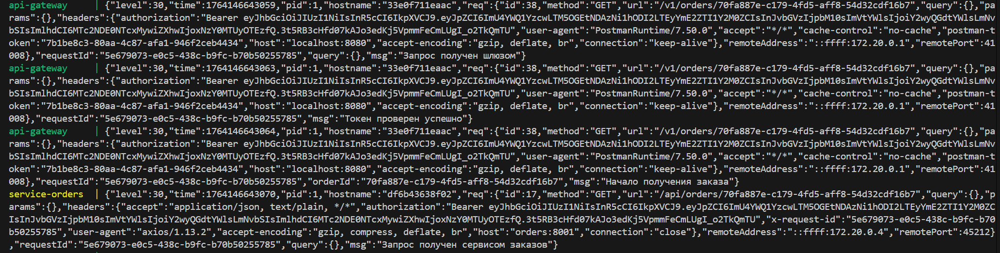 api-gateway     | {"level":30,"time":1764146643059,"pid":1,"hostname":"33e0f711eaac","req":{"id":38,"method":"GET","url":"/v1/orders/70fa887e-c179-4fd5-aff8-54d32cdf16b7","query":{},"pa
rams":{},"headers":{"authorization":"Bearer eyJhbGciOiJIUzI1NiIsInR5cCI6IkpXVCJ9.eyJpZCI6ImU4YWQ1YzcwLTM5OGEtNDAzNi1hODI2LTEyYmE2ZTI1Y2M0ZCIsInJvbGVzIjpbM10sImVtYWlsIjoiY2wyQGdtYWlsLmNv
bSIsImlhdCI6MTc2NDE0NTcxMywiZXhwIjoxNzY0MTUyOTEzfQ.3t5RB3cHfd07kAJo3edKj5VpmmFeCmLUgI_o2TkQmTU","user-agent":"PostmanRuntime/7.50.0","accept":"*/*","cache-control":"no-cache","postman-t
oken":"7b1be8c3-80aa-4c87-afa1-946f2ceb4434","host":"localhost:8080","accept-encoding":"gzip, deflate, br","connection":"keep-alive"},"remoteAddress":"::ffff:172.20.0.1","remotePort":41
008},"requestId":"5e679073-e0c5-438c-b9fc-b70b50255785","query":{},"msg":"Запрос получен шлюзом"}
api-gateway     | {"level":30,"time":1764146643063,"pid":1,"hostname":"33e0f711eaac","req":{"id":38,"method":"GET","url":"/v1/orders/70fa887e-c179-4fd5-aff8-54d32cdf16b7","query":{},"pa
rams":{},"headers":{"authorization":"Bearer eyJhbGciOiJIUzI1NiIsInR5cCI6IkpXVCJ9.eyJpZCI6ImU4YWQ1YzcwLTM5OGEtNDAzNi1hODI2LTEyYmE2ZTI1Y2M0ZCIsInJvbGVzIjpbM10sImVtYWlsIjoiY2wyQGdtYWlsLmNv
bSIsImlhdCI6MTc2NDE0NTcxMywiZXhwIjoxNzY0MTUyOTEzfQ.3t5RB3cHfd07kAJo3edKj5VpmmFeCmLUgI_o2TkQmTU","user-agent":"PostmanRuntime/7.50.0","accept":"*/*","cache-control":"no-cache","postman-t
oken":"7b1be8c3-80aa-4c87-afa1-946f2ceb4434","host":"localhost:8080","accept-encoding":"gzip, deflate, br","connection":"keep-alive"},"remoteAddress":"::ffff:172.20.0.1","remotePort":41
008},"requestId":"5e679073-e0c5-438c-b9fc-b70b50255785","msg":"Токен проверен успешно"}
api-gateway     | {"level":30,"time":1764146643064,"pid":1,"hostname":"33e0f711eaac","req":{"id":38,"method":"GET","url":"/v1/orders/70fa887e-c179-4fd5-aff8-54d32cdf16b7","query":{},"pa
rams":{},"headers":{"authorization":"Bearer eyJhbGciOiJIUzI1NiIsInR5cCI6IkpXVCJ9.eyJpZCI6ImU4YWQ1YzcwLTM5OGEtNDAzNi1hODI2LTEyYmE2ZTI1Y2M0ZCIsInJvbGVzIjpbM10sImVtYWlsIjoiY2wyQGdtYWlsLmNv
bSIsImlhdCI6MTc2NDE0NTcxMywiZXhwIjoxNzY0MTUyOTEzfQ.3t5RB3cHfd07kAJo3edKj5VpmmFeCmLUgI_o2TkQmTU","user-agent":"PostmanRuntime/7.50.0","accept":"*/*","cache-control":"no-cache","postman-t
oken":"7b1be8c3-80aa-4c87-afa1-946f2ceb4434","host":"localhost:8080","accept-encoding":"gzip, deflate, br","connection":"keep-alive"},"remoteAddress":"::ffff:172.20.0.1","remotePort":41
008},"requestId":"5e679073-e0c5-438c-b9fc-b70b50255785","orderId":"70fa887e-c179-4fd5-aff8-54d32cdf16b7","msg":"Начало получения заказа"}
service-orders  | {"level":30,"time":1764146643070,"pid":1,"hostname":"df6b43638f02","req":{"id":17,"method":"GET","url":"/api/orders/70fa887e-c179-4fd5-aff8-54d32cdf16b7","query":{},"p
arams":{},"headers":{"accept":"application/json, text/plain, */*","authorization":"Bearer eyJhbGciOiJIUzI1NiIsInR5cCI6IkpXVCJ9.eyJpZCI6ImU4YWQ1YzcwLTM5OGEtNDAzNi1hODI2LTEyYmE2ZTI1Y2M0ZC
IsInJvbGVzIjpbM10sImVtYWlsIjoiY2wyQGdtYWlsLmNvbSIsImlhdCI6MTc2NDE0NTcxMywiZXhwIjoxNzY0MTUyOTEzfQ.3t5RB3cHfd07kAJo3edKj5VpmmFeCmLUgI_o2TkQmTU","x-request-id":"5e679073-e0c5-438c-b9fc-b70
b50255785","user-agent":"axios/1.13.2","accept-encoding":"gzip, compress, deflate, br","host":"orders:8001","connection":"close"},"remoteAddress":"::ffff:172.20.0.4","remotePort":45212}
,"requestId":"5e679073-e0c5-438c-b9fc-b70b50255785","query":{},"msg":"Запрос получен сервисом заказов"}